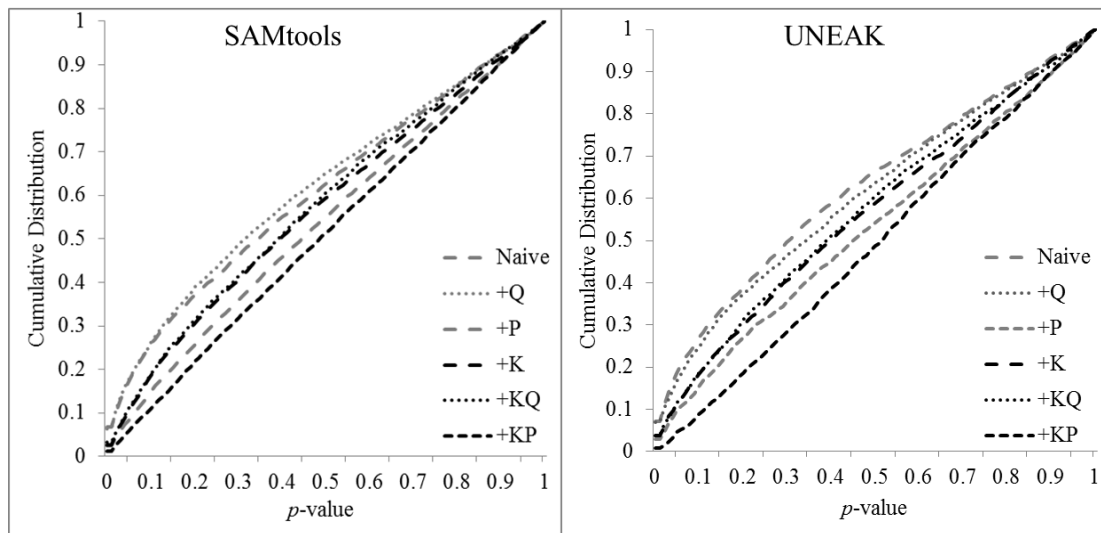 SAMtools
Cumulative Distribution
1
0.9
0.8
0.7
0.6
0.5
0.4
0.3
0.2
0.1
0
Naive
+Q
+P
+K
+KQ
+KP
0 0.1 0.2 0.3 0.4 0.5 0.6 0.7 0.8 0.9 1
p-value
UNEAK
Cumulative Distribution
1
0.9
0.8
0.7
0.6
0.5
0.4
0.3
0.2
0.1
0
Naive
+Q
+P
+K
+KQ
+KP
0 0.1 0.2 0.3 0.4 0.5 0.6 0.7 0.8 0.9 1
p-value